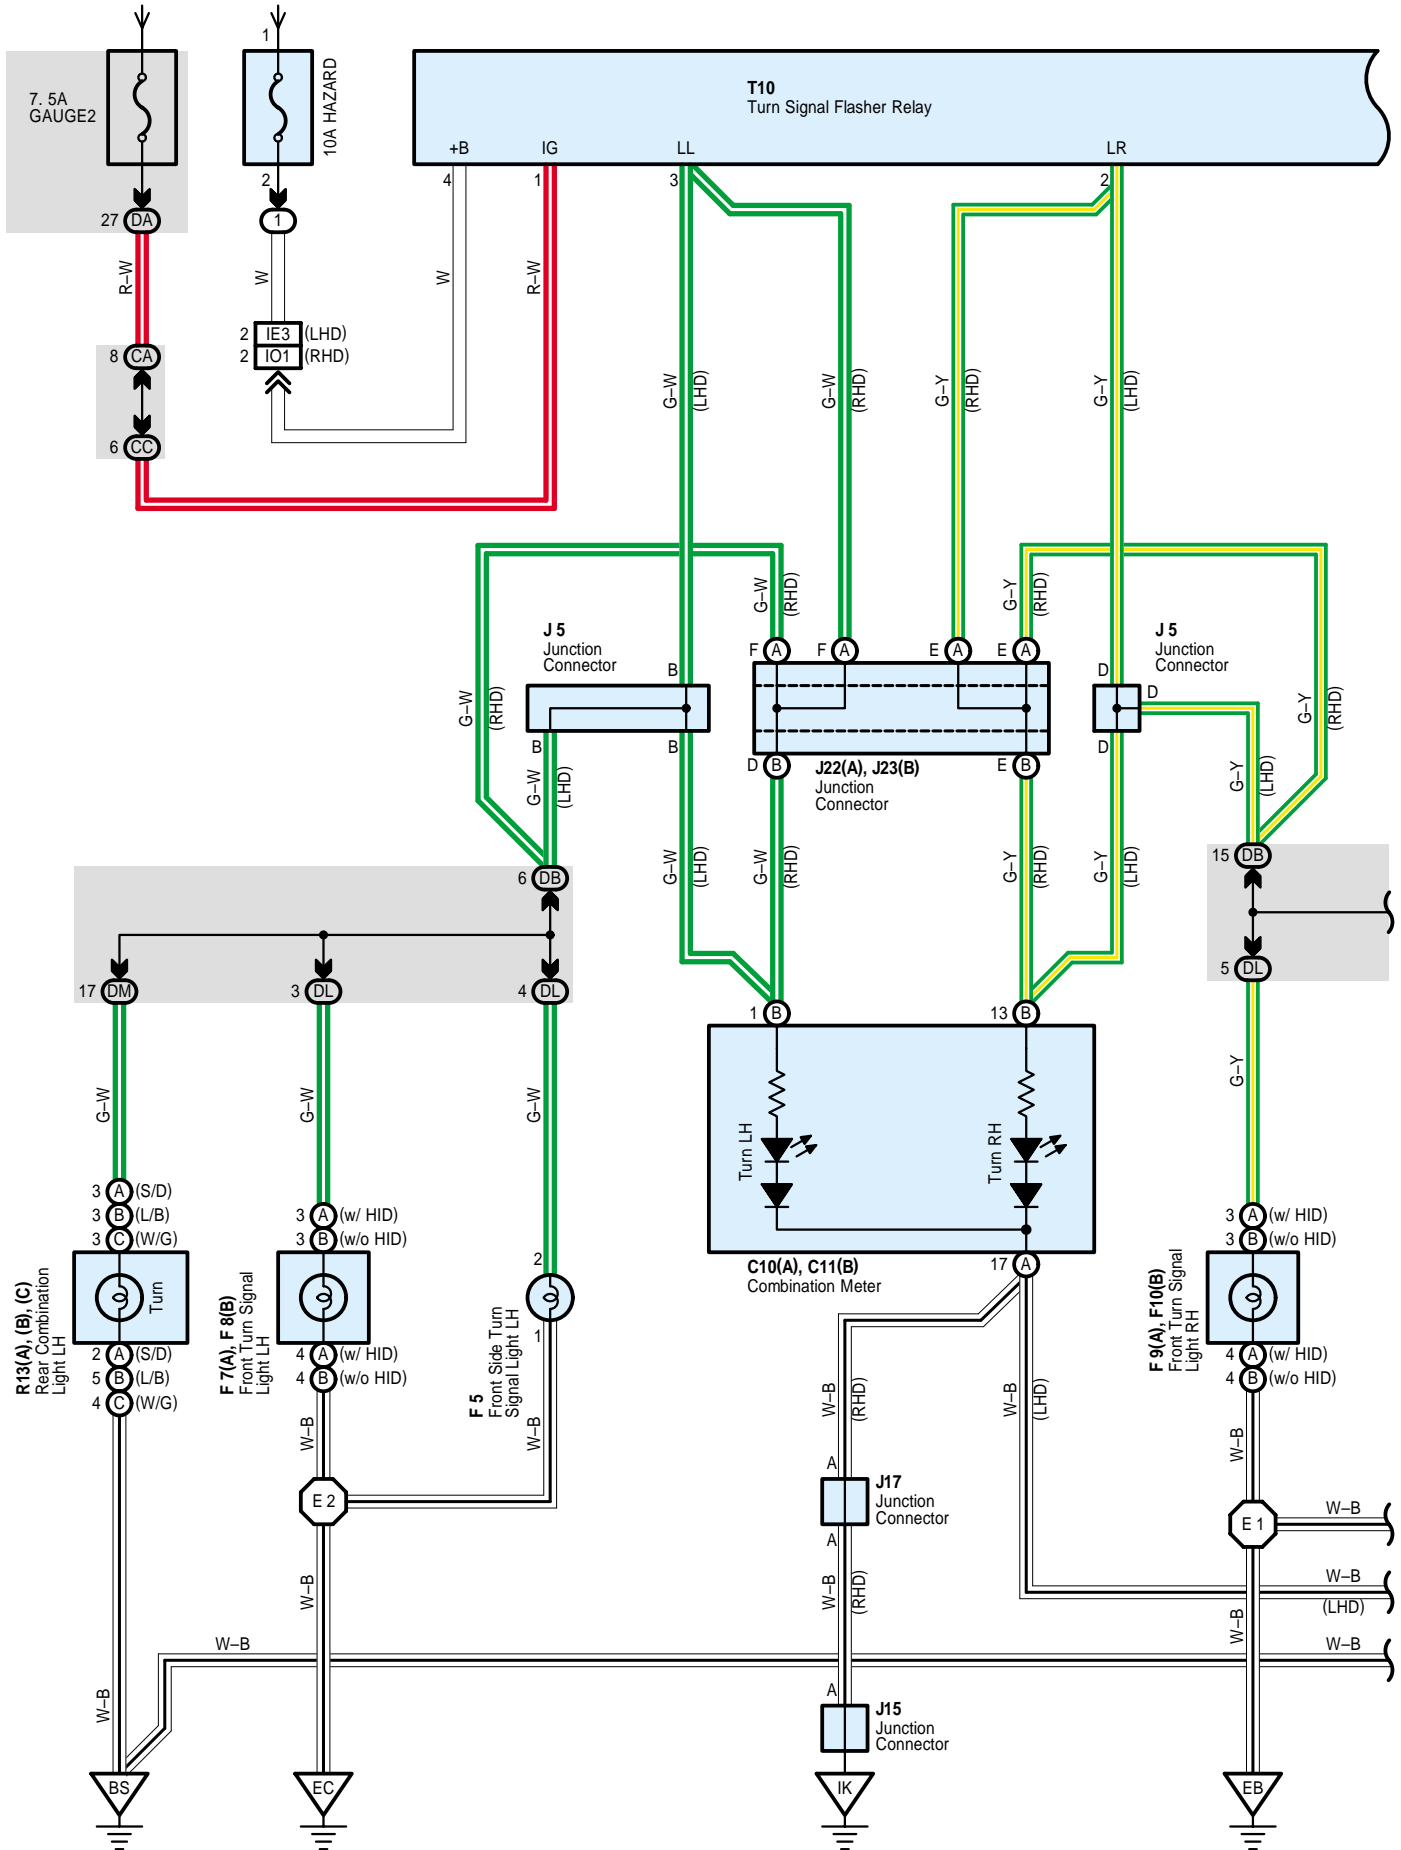 1
7. 5A
GAUGE2
10A HAZARD
T10
Turn Signal Flasher Relay
+B
IG
LL
LR
2
4
1
3
2
27 DA
1
R–W
W
W
R–W
2 IE3 (LHD)
2 IO1 (RHD)
8 CA
6 CC
G–W
(LHD)
G–W
(RHD)
G–Y
(RHD)
G–Y
(LHD)
G–W
(RHD)
G–Y
(RHD)
J 5
Junction
Connector
J 5
Junction
Connector
F A
F A
E A
E A
B
D
D
G–W
(RHD)
G–Y
(RHD)
B
B
D
D B
E B
J22(A), J23(B)
Junction
Connector
G–W
(LHD)
G–Y
(LHD)
G–W
(LHD)
G–W
(RHD)
G–Y
(RHD)
G–Y
(LHD)
15 DB
6 DB
5 DL
17 DM
3 DL
4 DL
1 B
13 B
G–W
G–W
G–W
G–Y
Turn LH
Turn RH
3 A (S/D)
3 B (L/B)
3 C (W/G)
3 A (w/ HID)
3 B (w/o HID)
3 A (w/ HID)
3 B (w/o HID)
2
C10(A), C11(B)
Combination Meter
17 A
R13(A), (B), (C)
Rear Combination
Light LH
Turn
F 7(A), F 8(B)
Front Turn Signal
Light LH
F 5
Front Side Turn
Signal Light LH
1
F 9(A), F10(B)
Front Turn Signal
Light RH
2 A (S/D)
5 B (L/B)
4 C (W/G)
4 A (w/ HID)
4 B (w/o HID)
4 A (w/ HID)
4 B (w/o HID)
W–B
W–B
W–B
(RHD)
W–B
(LHD)
W–B
A
J17
Junction
Connector
A
E 2
E 1
W–B
W–B
W–B
(RHD)
W–B
(LHD)
W–B
W–B
W–B
W–B
A
J15
Junction
Connector
BS
EC
IK
EB